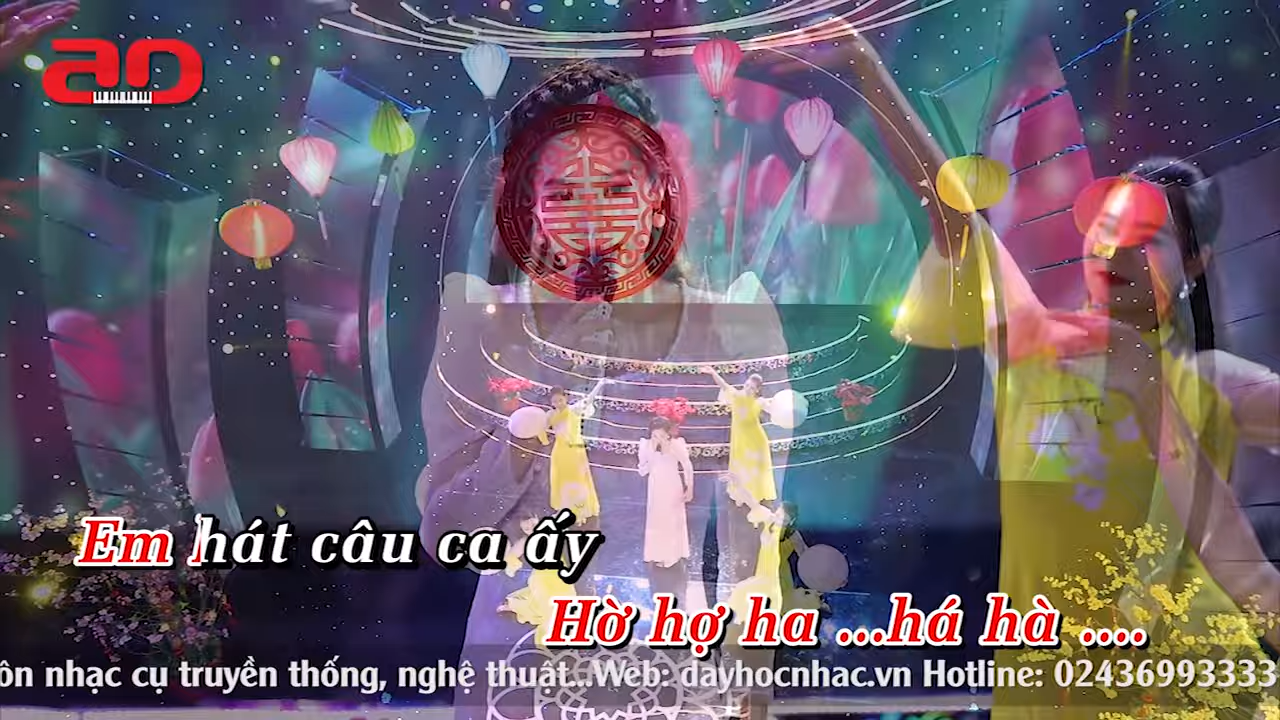 aD
Em hát câu ca ấy
Hờ hợ ha ...há hà ....
ôn nhạc cụ truyền thống, nghệ thuật...Web: dayhocnhac.vn Hotline: 02436993333